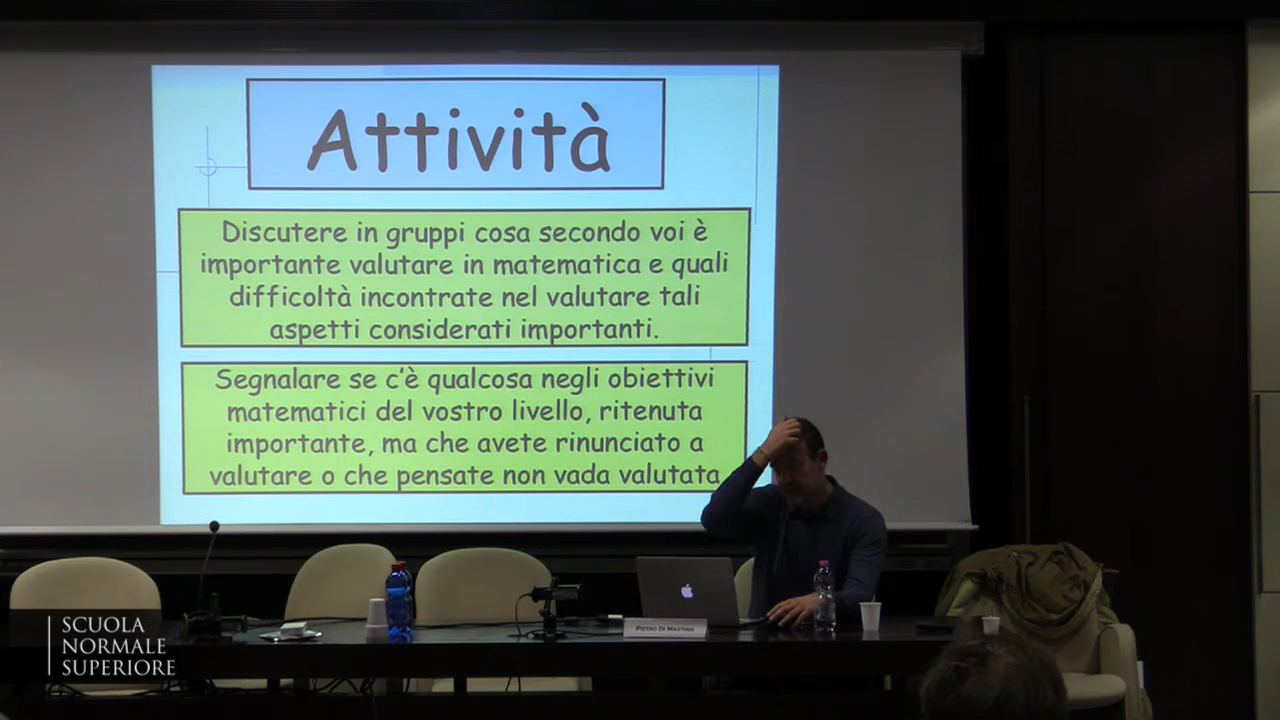 Attività
Discutere in gruppi cosa secondo voi è
importante valutare in matematica e quali
difficoltà incontrate nel valutare tali
aspetti considerati importanti.
Segnalare se c'è qualcosa negli obiettivi
matematici del vostro livello, ritenuta
importante, ma che avete rinunciato a
valutare o che pensate non vada valutata
PIETRO DI MARTINO
SCUOLA
NORMALE
SUPERIORE